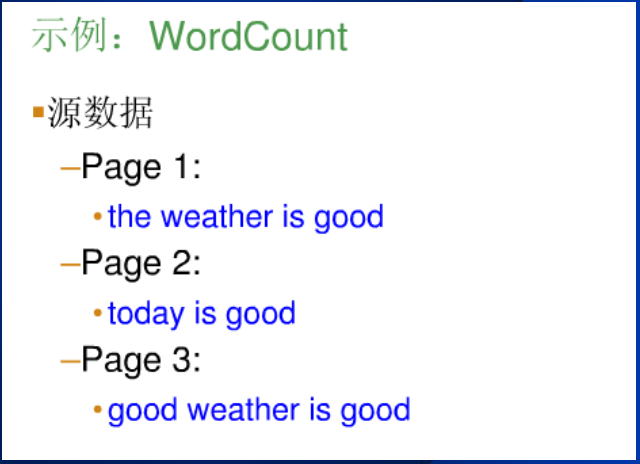 示例：WordCount
▪源数据
–Page 1:
•the weather is good
–Page 2:
•today is good
–Page 3:
•good weather is good